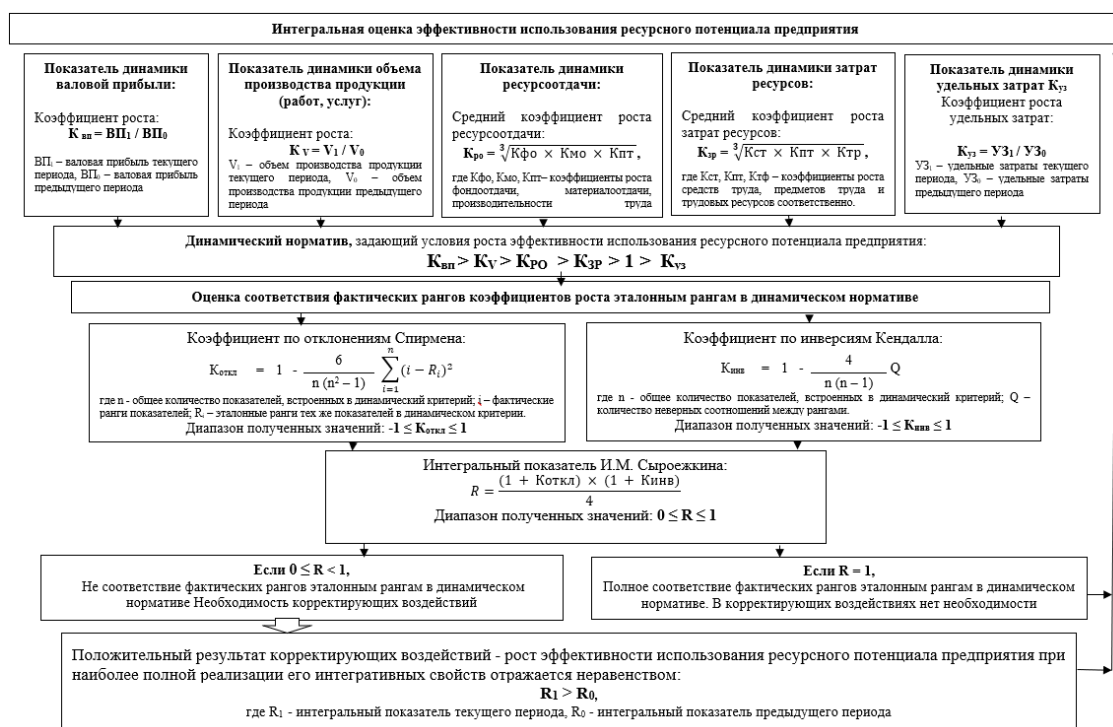 Интегральная оценка эффективности использования ресурсного потенциала предприятия
Показатель динамики
валовой прибыли:
Коэффициент роста:
К вп = ВП1 / ВП0
ВП1 – валовая прибыль текущего
периода, ВП0 – валовая прибыль
предыдущего периода
Показатель динамики объема
производства продукции
(работ, услуг):
Коэффициент роста:
К V = V1 / V0
V1 – объем производства продукции
текущего периода, V0 – объем
производства продукции предыдущего
периода
Показатель динамики
ресурсоотдачи:
Средний коэффициент роста
ресурсоотдачи:
Кро = ∛(Кфо × Кмо × Кпт) ,
где Кфо, Кмо, Кпт– коэффициенты роста
фондоотдачи, материалоотдачи,
производительности труда
Показатель динамики затрат
ресурсов:
Средний коэффициент роста
затрат ресурсов:
Кзр = ∛(Кст × Кпт × Ктр) ,
где Кст, Кпт, Ктф – коэффициенты роста
средств труда, предметов труда и
трудовых ресурсов соответственно.
Показатель динамики
удельных затрат Куз
Коэффициент роста
удельных затрат:
Куз = УЗ1 / УЗ0
УЗ1 – удельные затраты текущего
периода, УЗ0 – удельные затраты
предыдущего периода
Динамический норматив, задающий условия роста эффективности использования ресурсного потенциала предприятия:
Квп > КV > КРО > КЗР > 1 > Куз
Оценка соответствия фактических рангов коэффициентов роста эталонным рангам в динамическом нормативе
Коэффициент по отклонениям Спирмена:
Коткл = 1 - 6 / (n (n² – 1)) ∑ⁿᵢ₌₁ (i – Rᵢ)²
где n - общее количество показателей, встроенных в динамический критерий; i – фактические
ранги показателей; Ri – эталонные ранги тех же показателей в динамическом критерии.
Диапазон полученных значений: -1 ≤ Коткл ≤ 1
Коэффициент по инверсиям Кендалла:
Кинв = 1 - 4 / (n (n – 1)) Q
где n - общее количество показателей, встроенных в динамический критерий; Q –
количество неверных соотношений между рангами.
Диапазон полученных значений: -1 ≤ Кинв ≤ 1
Интегральный показатель И.М. Сыроежкина:
R = (1 + Коткл) × (1 + Кинв) / 4
Диапазон полученных значений: 0 ≤ R ≤ 1
Если 0 ≤ R < 1,
Не соответствие фактических рангов эталонным рангам в динамическом
нормативе Необходимость корректирующих воздействий
Если R = 1,
Полное соответствие фактических рангов эталонным рангам в динамическом
нормативе. В корректирующих воздействиях нет необходимости
Положительный результат корректирующих воздействий - рост эффективности использования ресурсного потенциала предприятия при
наиболее полной реализации его интегративных свойств отражается неравенством:
R1 > R0,
где R1 - интегральный показатель текущего периода, R0 - интегральный показатель предыдущего периода